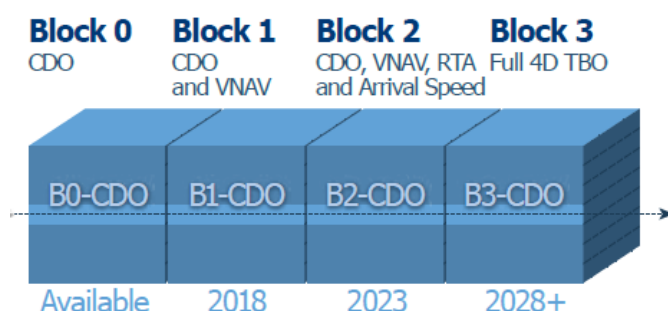 Block 0
CDO
Block 1
CDO
and VNAV
Block 2
CDO, VNAV, RTA
and Arrival Speed
Block 3
Full 4D TBO
B0-CDO
B1-CDO
B2-CDO
B3-CDO
Available
2018
2023
2028+